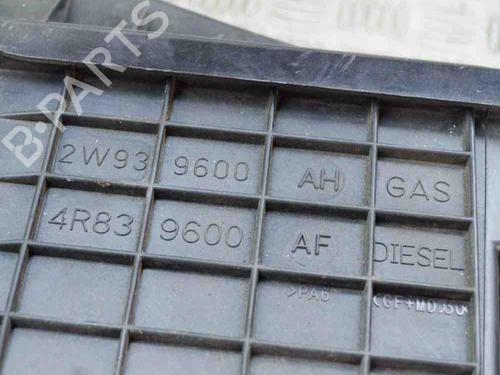 B-PARTS
2W93 9600 AH GAS
4R83 9600 AF DIESEL
>PA6